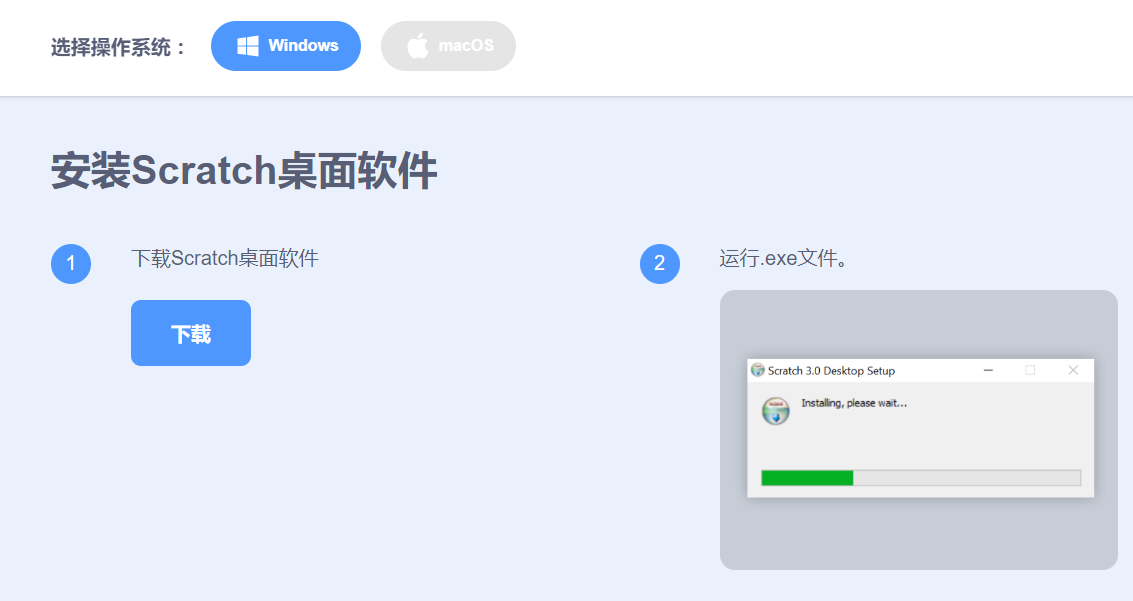 选择操作系统：
Windows
macOS
安装Scratch桌面软件
1
下载Scratch桌面软件
下载
2
运行.exe文件。
Scratch 3.0 Desktop Setup
Installing, please wait...